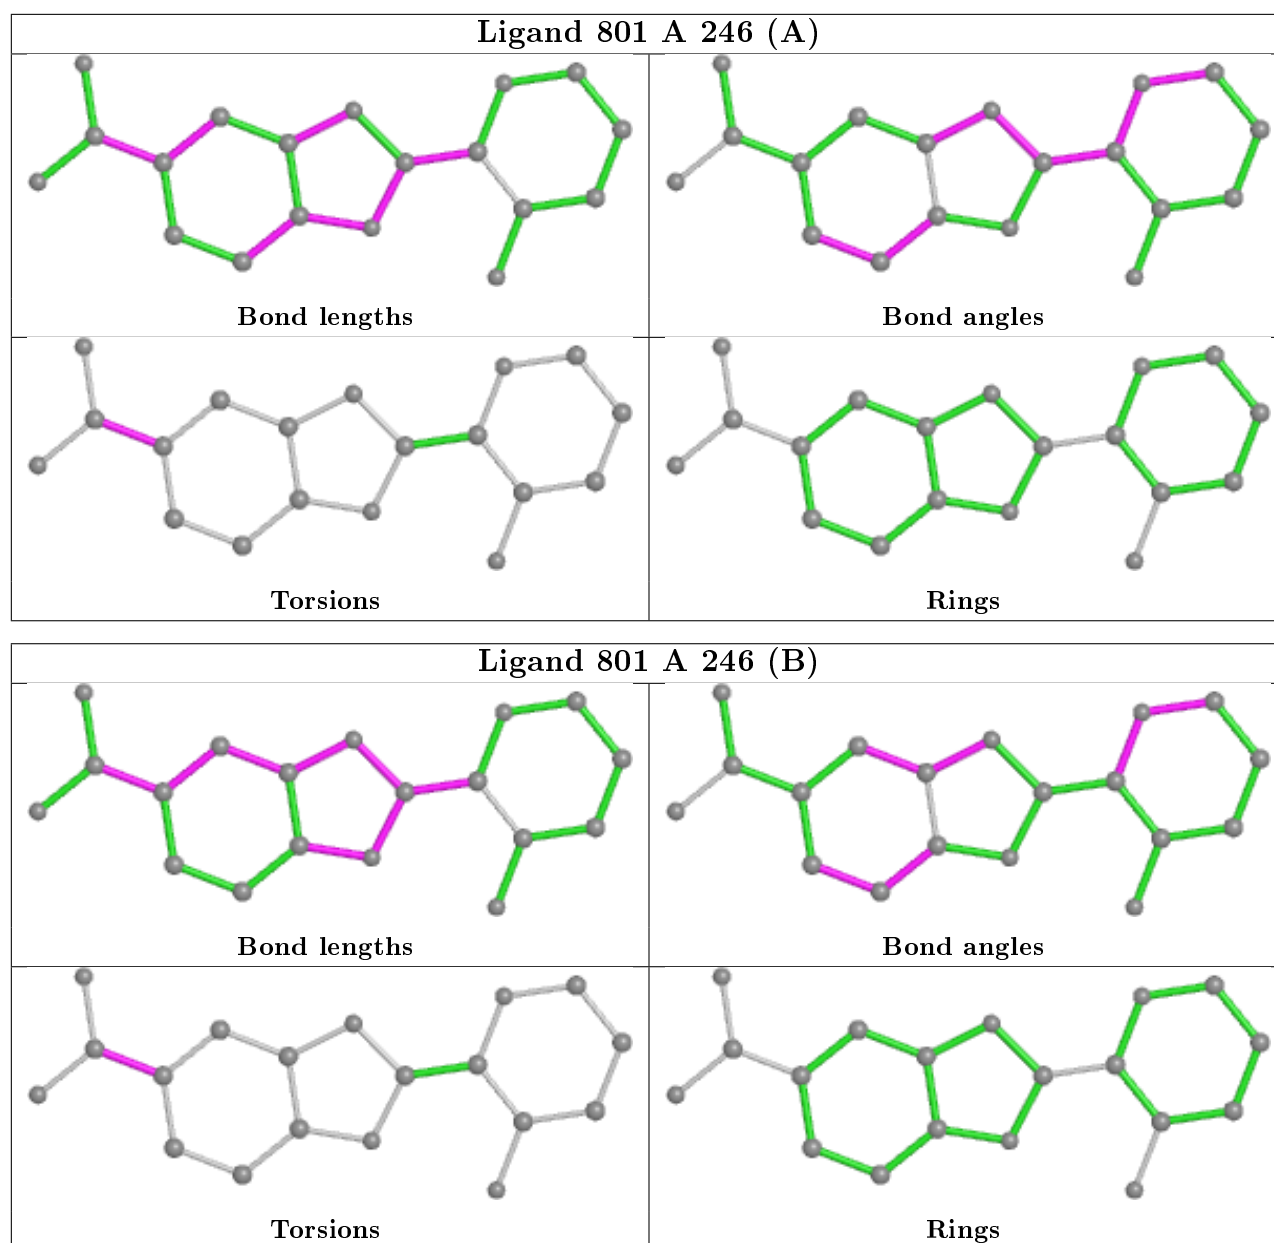 Ligand 801 A 246 (A)
Bond lengths
Bond angles
Torsions
Rings
Ligand 801 A 246 (B)
Bond lengths
Bond angles
Torsions
Rings